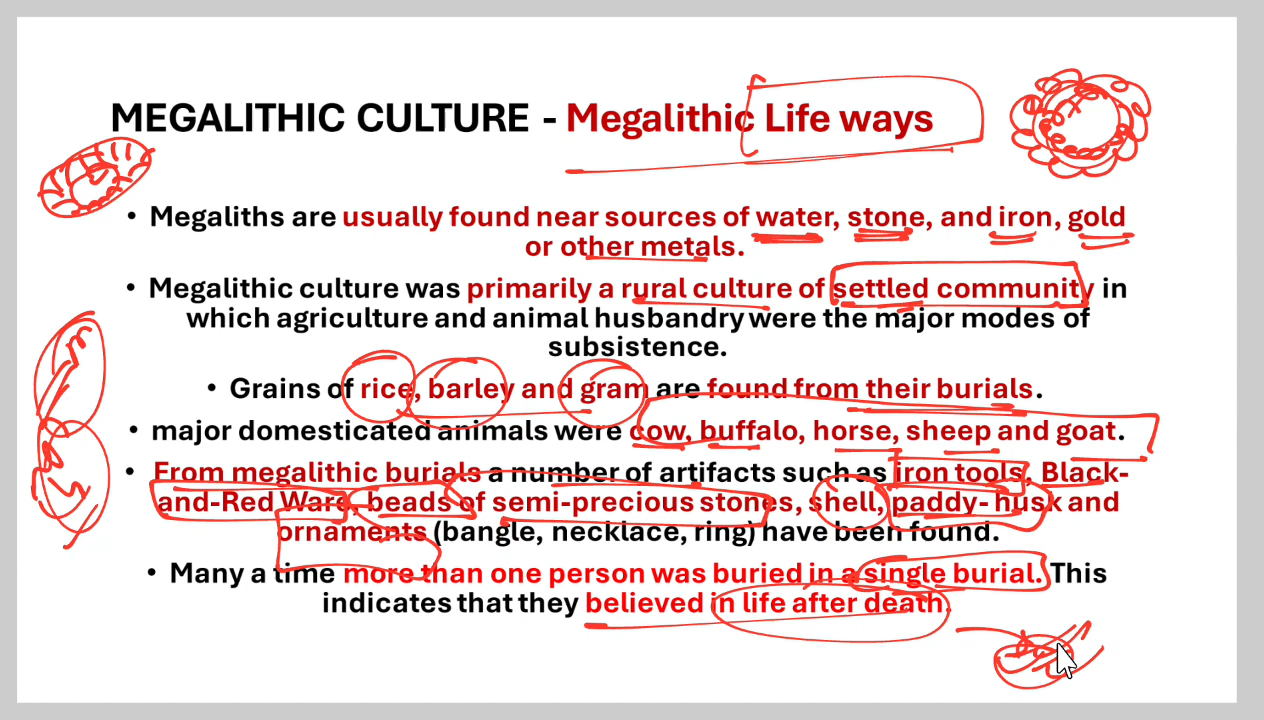 MEGALITHIC CULTURE - Megalithic Life ways
• Megaliths are usually found near sources of water, stone, and iron, gold
or other metals.
• Megalithic culture was primarily a rural culture of settled community in
which agriculture and animal husbandry were the major modes of
subsistence.
• Grains of rice, barley and gram are found from their burials.
• major domesticated animals were cow, buffalo, horse, sheep and goat.
• From megalithic burials a number of artifacts such as iron tools, Black-
and-Red Ware, beads of semi-precious stones, shell, paddy- husk and
ornaments (bangle, necklace, ring) have been found.
• Many a time more than one person was buried in a single burial. This
indicates that they believed in life after death.